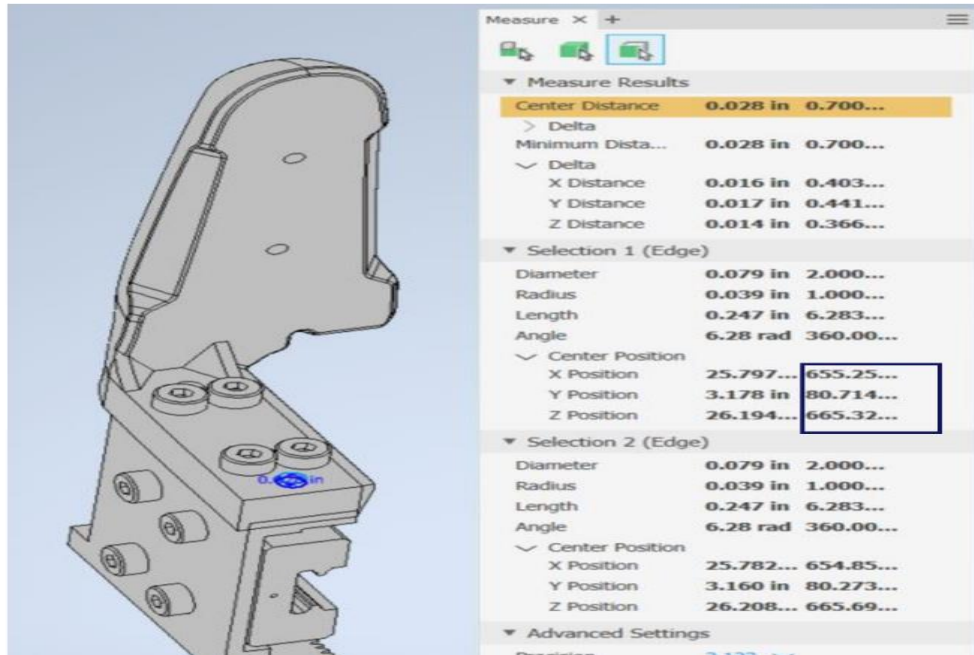 Measure × +
Measure Results
Center Distance 0.028 in 0.700...
Delta
Minimum Dista... 0.028 in 0.700...
Delta
X Distance 0.016 in 0.403...
Y Distance 0.017 in 0.441...
Z Distance 0.014 in 0.366...
Selection 1 (Edge)
Diameter 0.079 in 2.000...
Radius 0.039 in 1.000...
Length 0.247 in 6.283...
Angle 6.28 rad 360.00...
Center Position
X Position 25.797... 655.25...
Y Position 3.178 in 80.714...
Z Position 26.194... 665.32...
Selection 2 (Edge)
Diameter 0.079 in 2.000...
Radius 0.039 in 1.000...
Length 0.247 in 6.283...
Angle 6.28 rad 360.00...
Center Position
X Position 25.782... 654.85...
Y Position 3.160 in 80.273...
Z Position 26.208... 665.69...
Advanced Settings